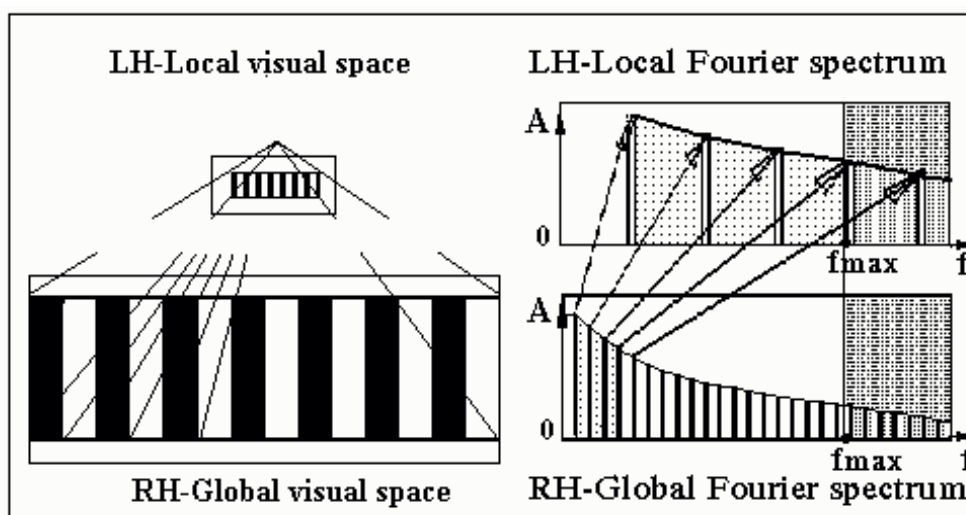 LH-Local visual space
LH-Local Fourier spectrum
A
0
fmax
f
A
0
fmax
f
RH-Global visual space
RH-Global Fourier spectrum